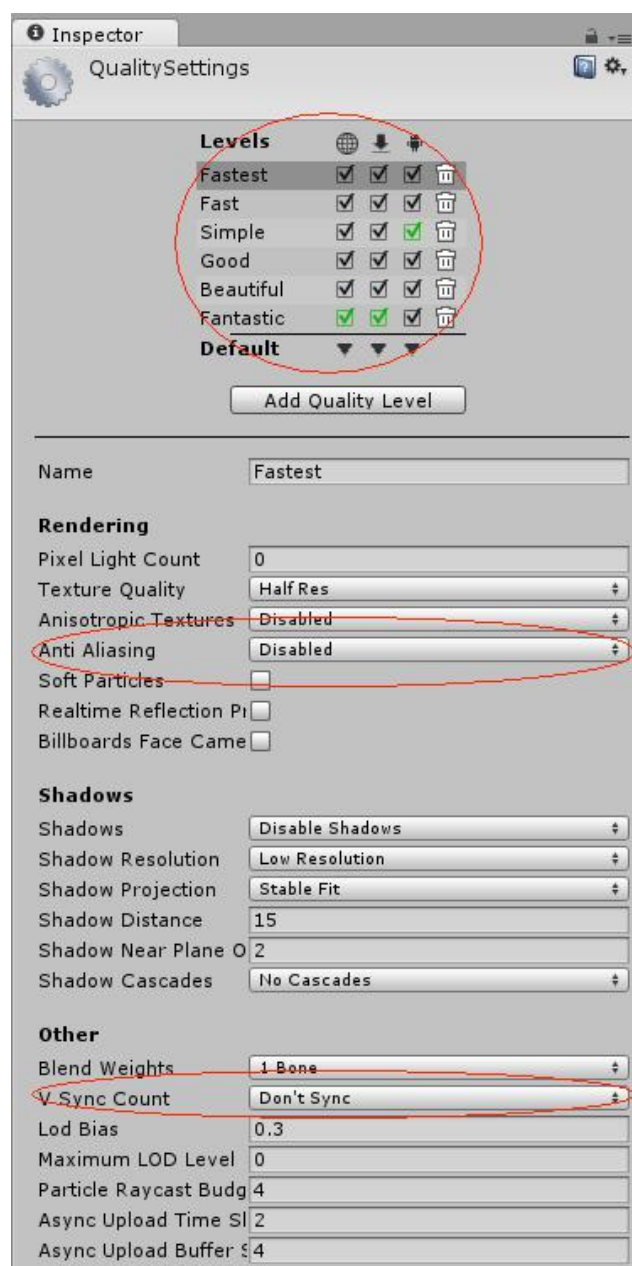 Inspector
QualitySettings
Levels
Fastest
Fast
Simple
Good
Beautiful
Fantastic
Default
Add Quality Level
Name Fastest
Rendering
Pixel Light Count 0
Texture Quality Half Res
Anisotropic Textures Disabled
Anti Aliasing Disabled
Soft Particles
Realtime Reflection Pr
Billboards Face Came
Shadows
Shadows Disable Shadows
Shadow Resolution Low Resolution
Shadow Projection Stable Fit
Shadow Distance 15
Shadow Near Plane O 2
Shadow Cascades No Cascades
Other
Blend Weights 1 Bone
V Sync Count Don't Sync
Lod Bias 0.3
Maximum LOD Level 0
Particle Raycast Budg 4
Async Upload Time Sl 2
Async Upload Buffer S 4